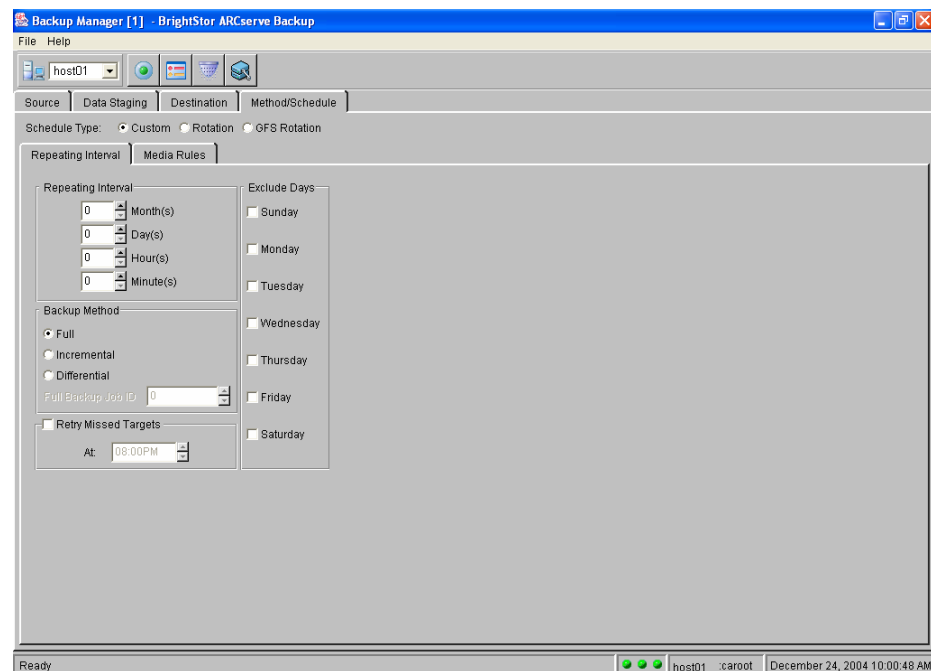 Backup Manager [1] - BrightStor ARCserve Backup
File Help
host01
Source Data Staging Destination Method/Schedule
Schedule Type: Custom Rotation GFS Rotation
Repeating Interval Media Rules
Repeating Interval
0 Month(s)
0 Day(s)
0 Hour(s)
0 Minute(s)
Backup Method
Full
Incremental
Differential
Full Backup Job ID 0
Retry Missed Targets
At: 08:00PM
Exclude Days
Sunday
Monday
Tuesday
Wednesday
Thursday
Friday
Saturday
Ready host01 :caroot December 24, 2004 10:00:48 AM